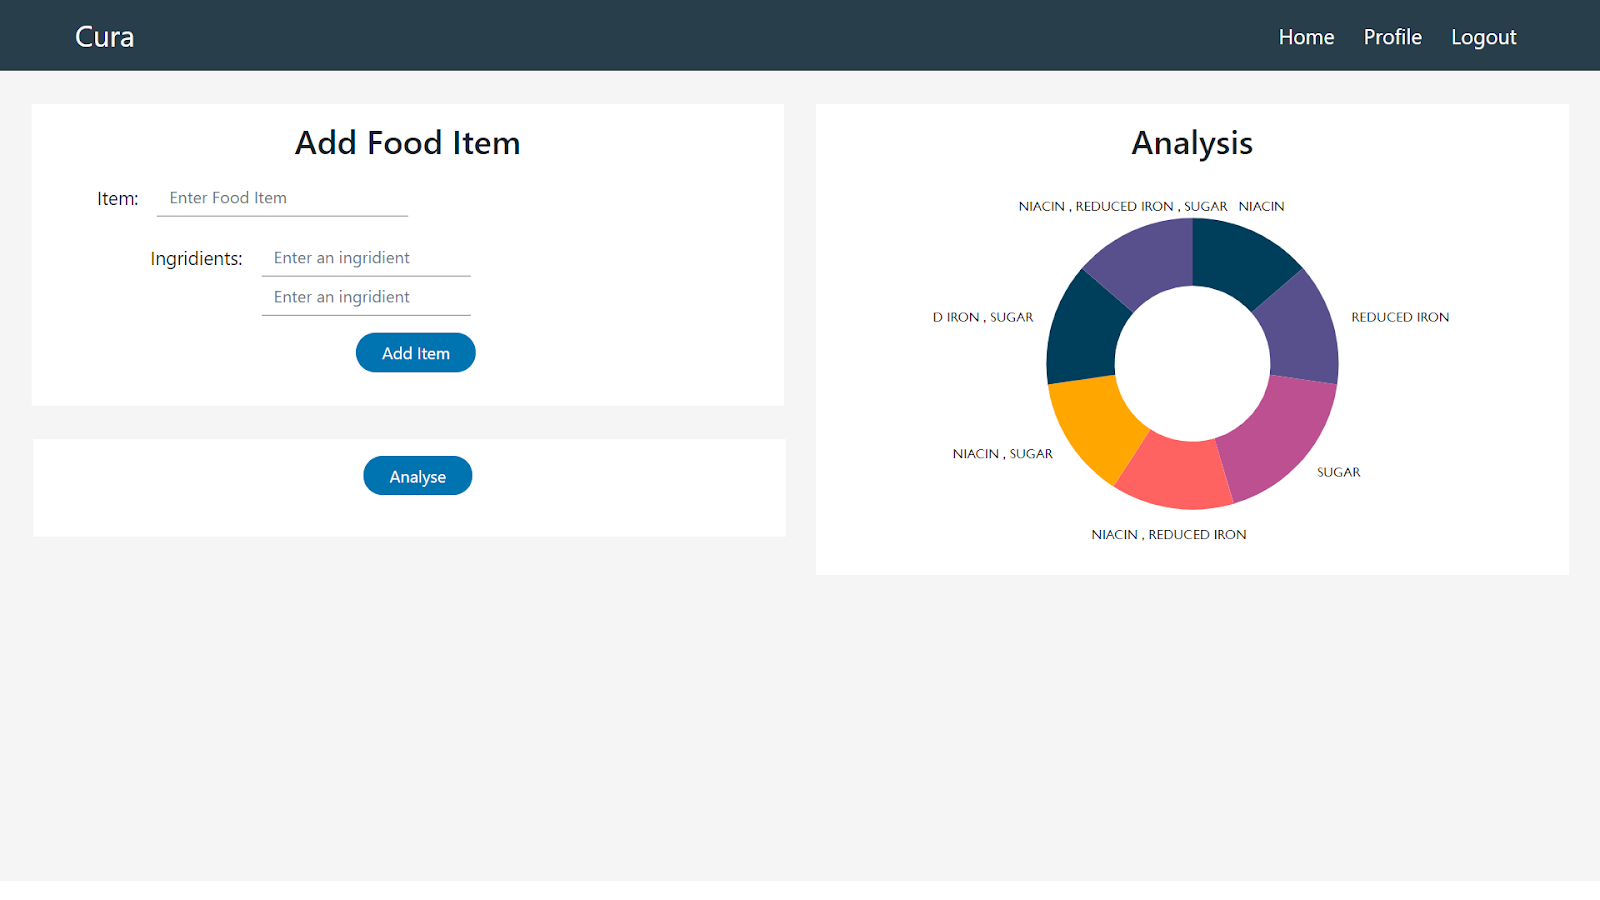 Cura
Home
Profile
Logout
Add Food Item
Item:
Enter Food Item
Ingridients:
Enter an ingridient
Enter an ingridient
Add Item
Analyse
Analysis
NIACIN , REDUCED IRON , SUGAR
NIACIN
D IRON , SUGAR
REDUCED IRON
NIACIN , SUGAR
SUGAR
NIACIN , REDUCED IRON